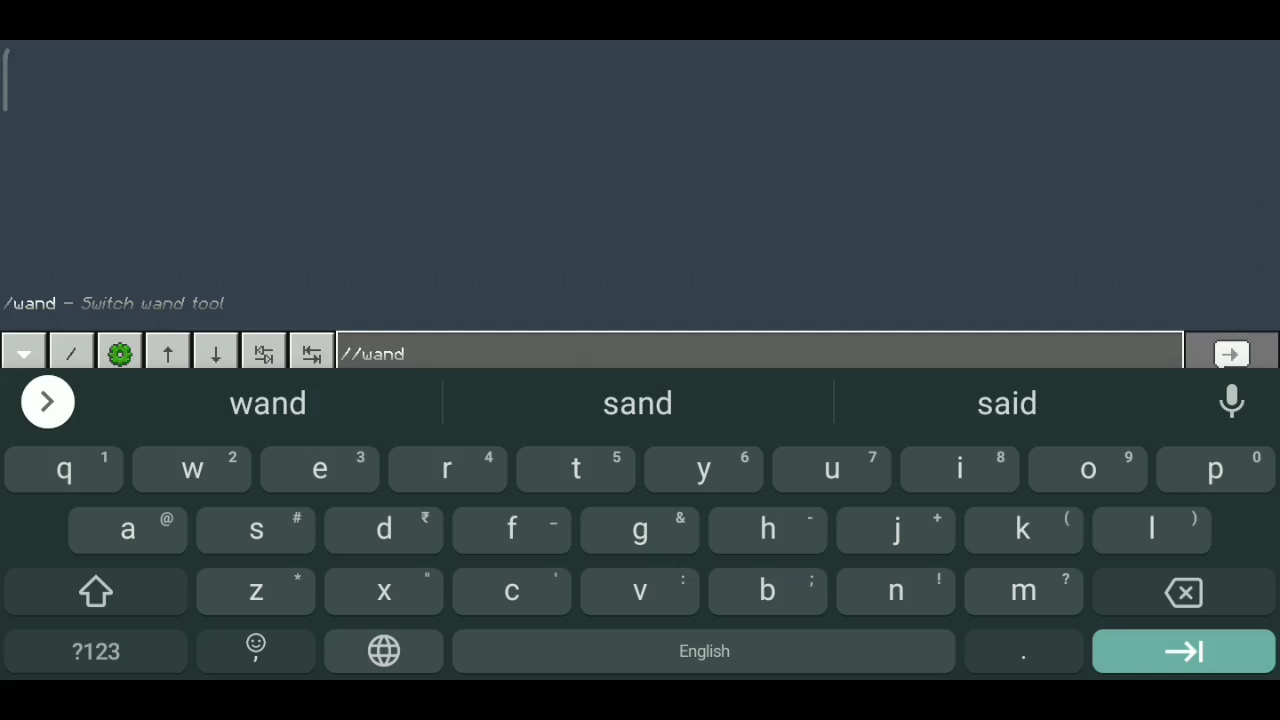 /wand - Switch wand tool
/ //wand
wand sand said
q 1 w 2 e 3 r 4 t 5 y 6 u 7 i 8 o 9 p 0
a @ s # d ₹ f _ g & h - j + k ( l )
z * x " c ' v : b ; n ! m ?
?123 , English .